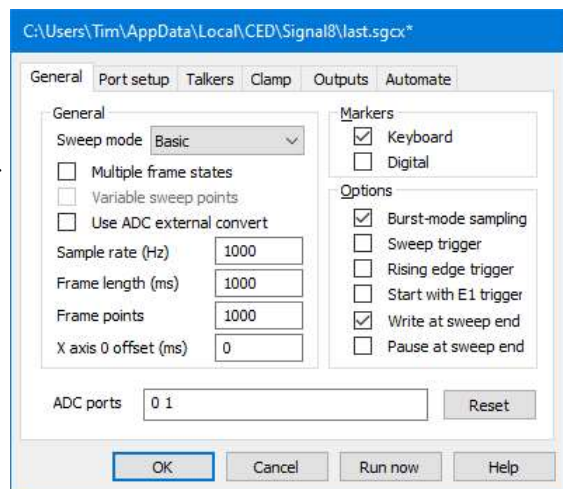 C:\Users\Tim\AppData\Local\CED\Signal8\last.sgcx*
General Port setup Talkers Clamp Outputs Automate
General
Sweep mode Basic
Multiple frame states
Variable sweep points
Use ADC external convert
Sample rate (Hz) 1000
Frame length (ms) 1000
Frame points 1000
X axis 0 offset (ms) 0
Markers
Keyboard
Digital
Options
Burst-mode sampling
Sweep trigger
Rising edge trigger
Start with E1 trigger
Write at sweep end
Pause at sweep end
ADC ports 0 1 Reset
OK Cancel Run now Help